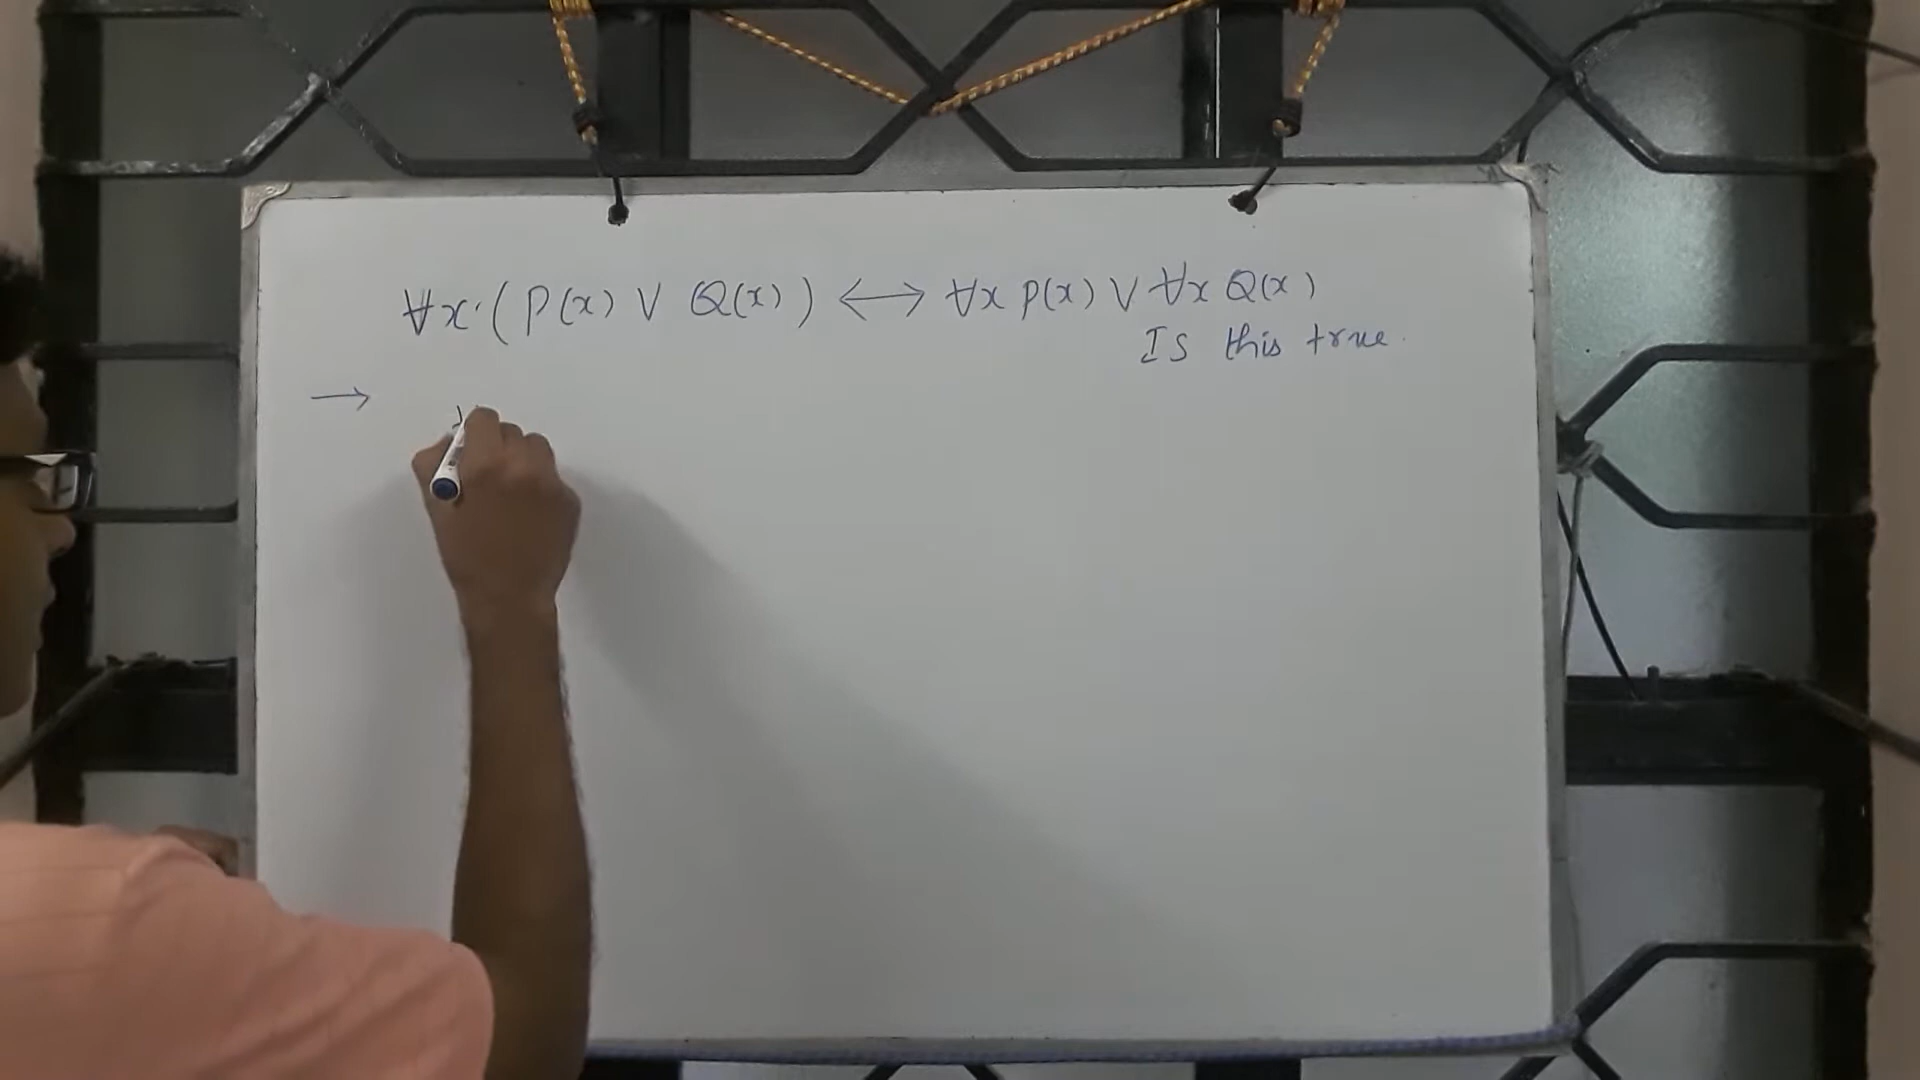 ∀x.(P(x) ∨ Q(x)) ⟷ ∀x P(x) ∨ ∀x Q(x)
Is this true.
→